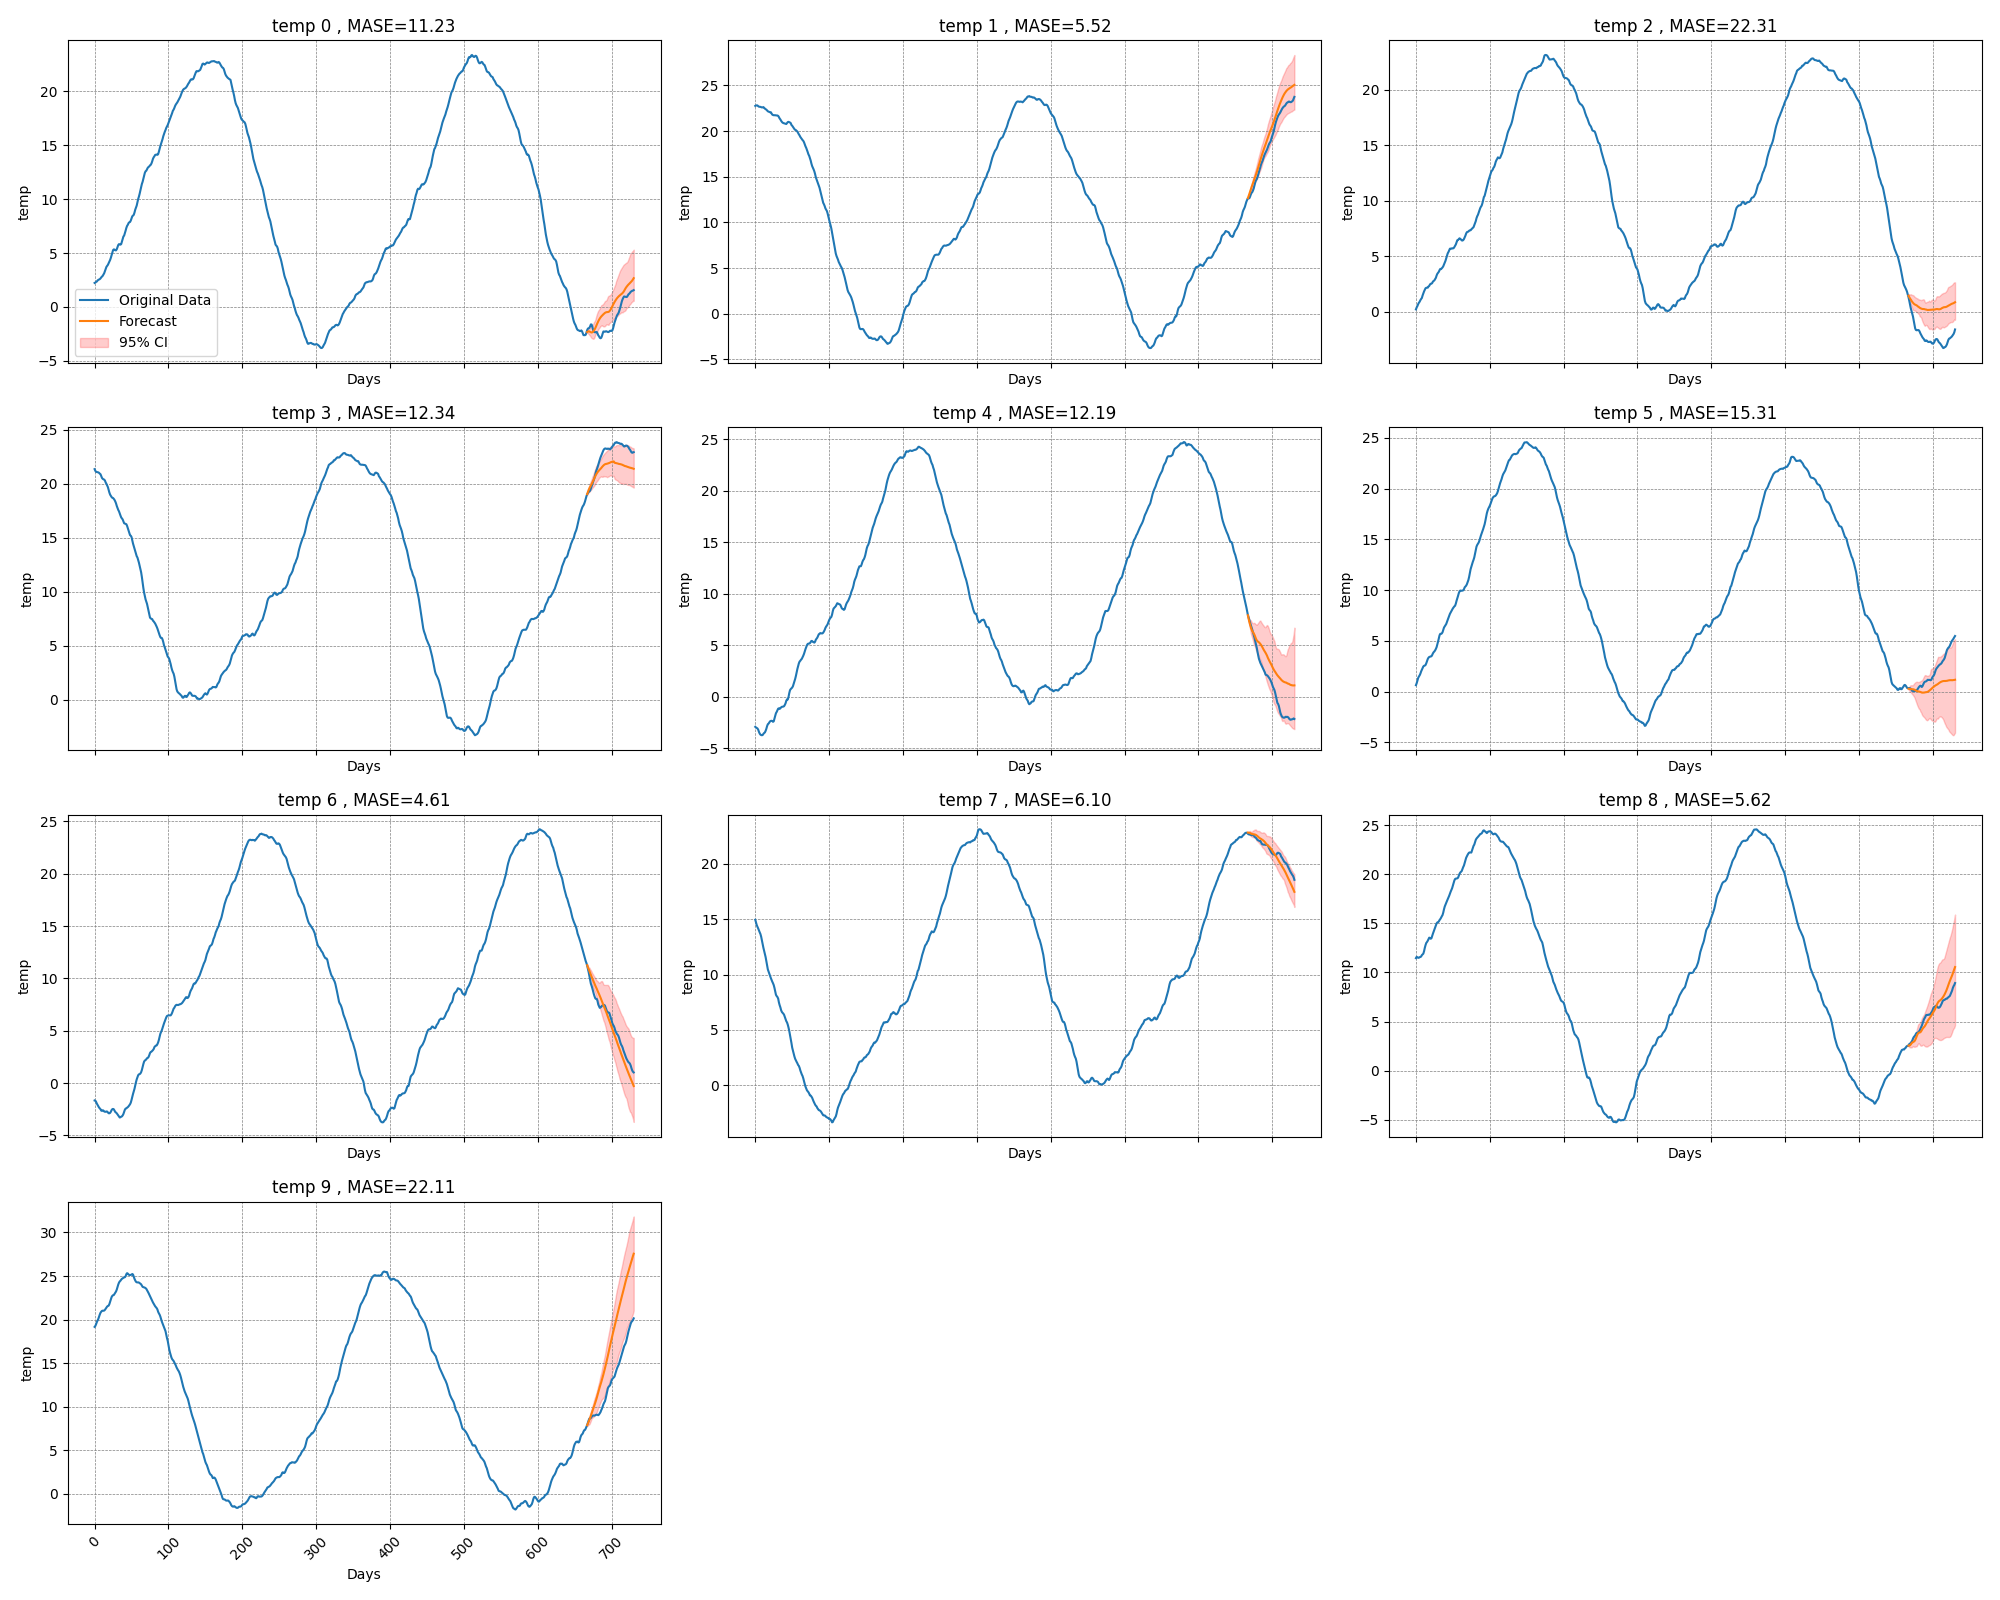 temp 0 , MASE=11.23
20
15
10
5
0
−5
temp
Days
Original Data
Forecast
95% CI
temp 1 , MASE=5.52
25
20
15
10
5
0
−5
temp
Days
temp 2 , MASE=22.31
20
15
10
5
0
temp
Days
temp 3 , MASE=12.34
25
20
15
10
5
0
temp
Days
temp 4 , MASE=12.19
25
20
15
10
5
0
−5
temp
Days
temp 5 , MASE=15.31
25
20
15
10
5
0
−5
temp
Days
temp 6 , MASE=4.61
25
20
15
10
5
0
−5
temp
Days
temp 7 , MASE=6.10
20
15
10
5
0
temp
Days
temp 8 , MASE=5.62
25
20
15
10
5
0
−5
temp
Days
temp 9 , MASE=22.11
30
25
20
15
10
5
0
temp
0 100 200 300 400 500 600 700
Days